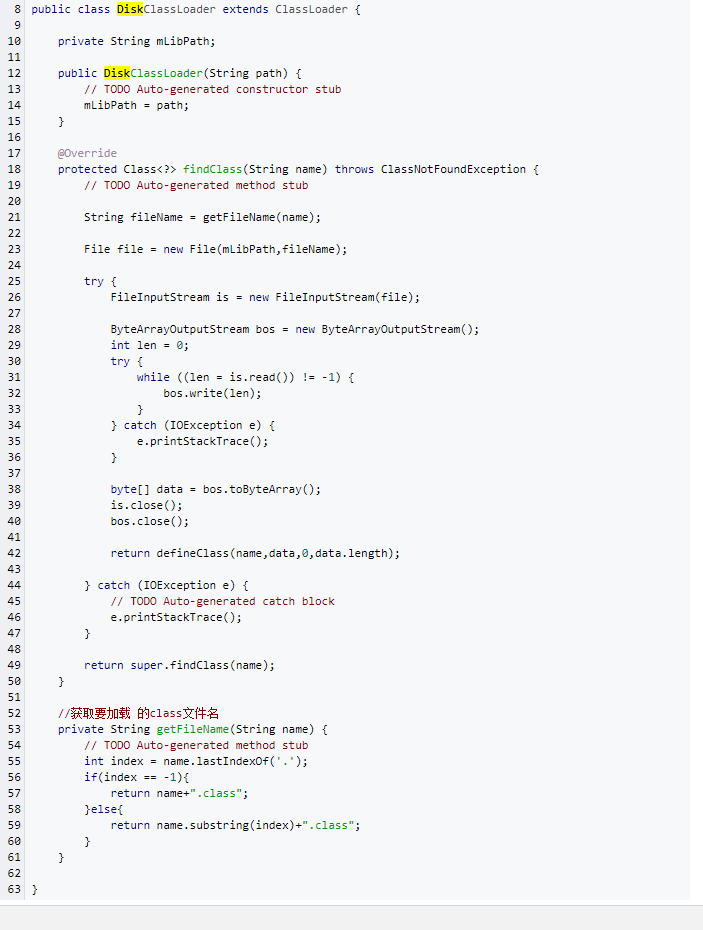 8 public class DiskClassLoader extends ClassLoader {
9
10     private String mLibPath;
11
12     public DiskClassLoader(String path) {
13         // TODO Auto-generated constructor stub
14         mLibPath = path;
15     }
16
17     @Override
18     protected Class<?> findClass(String name) throws ClassNotFoundException {
19         // TODO Auto-generated method stub
20
21         String fileName = getFileName(name);
22
23         File file = new File(mLibPath,fileName);
24
25         try {
26             FileInputStream is = new FileInputStream(file);
27
28             ByteArrayOutputStream bos = new ByteArrayOutputStream();
29             int len = 0;
30             try {
31                 while ((len = is.read()) != -1) {
32                     bos.write(len);
33                 }
34             } catch (IOException e) {
35                 e.printStackTrace();
36             }
37
38             byte[] data = bos.toByteArray();
39             is.close();
40             bos.close();
41
42             return defineClass(name,data,0,data.length);
43
44         } catch (IOException e) {
45             // TODO Auto-generated catch block
46             e.printStackTrace();
47         }
48
49         return super.findClass(name);
50     }
51
52     //获取要加载 的class文件名
53     private String getFileName(String name) {
54         // TODO Auto-generated method stub
55         int index = name.lastIndexOf('.');
56         if(index == -1){
57             return name+".class";
58         }else{
59             return name.substring(index)+".class";
60         }
61     }
62
63 }